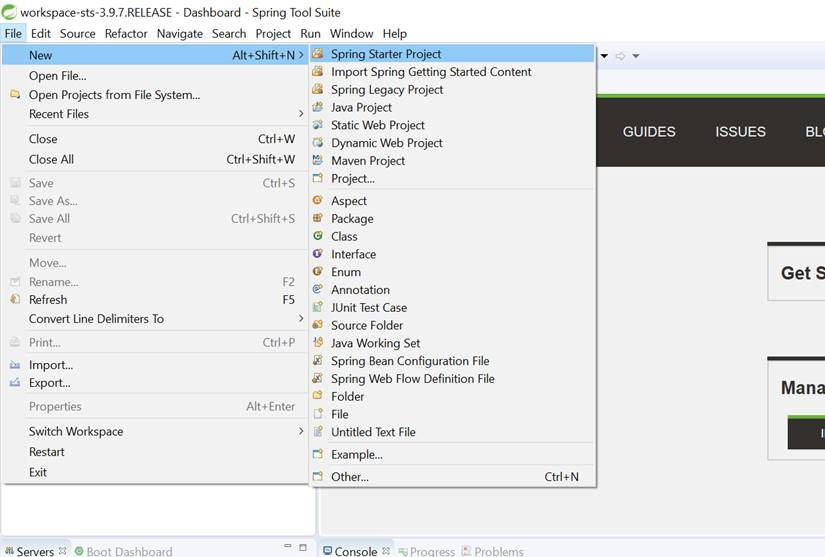 workspace-sts-3.9.7.RELEASE - Dashboard - Spring Tool Suite
File Edit Source Refactor Navigate Search Project Run Window Help
New Alt+Shift+N >
Open File...
Open Projects from File System...
Recent Files >
Close Ctrl+W
Close All Ctrl+Shift+W
Save Ctrl+S
Save As...
Save All Ctrl+Shift+S
Revert
Move...
Rename... F2
Refresh F5
Convert Line Delimiters To >
Print... Ctrl+P
Import...
Export...
Properties Alt+Enter
Switch Workspace >
Restart
Exit
Spring Starter Project
Import Spring Getting Started Content
Spring Legacy Project
Java Project
Static Web Project
Dynamic Web Project
Maven Project
Project...
Aspect
Package
Class
Interface
Enum
Annotation
JUnit Test Case
Source Folder
Java Working Set
Spring Bean Configuration File
Spring Web Flow Definition File
Folder
File
Untitled Text File
Example...
Other... Ctrl+N
GUIDES ISSUES BL
Get S
Mana
Servers Boot Dashboard
Console Progress Problems